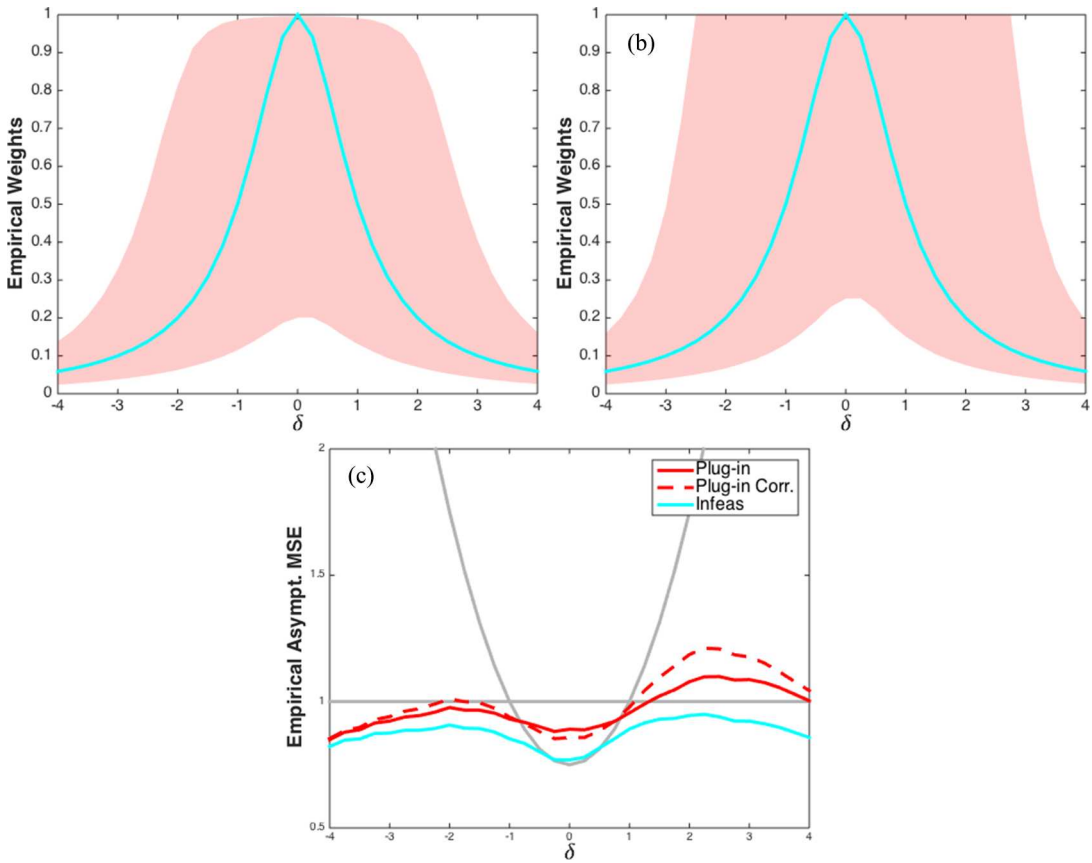 1
0.9
0.8
0.7
0.6
0.5
0.4
0.3
0.2
0.1
0
Empirical Weights
-4 -3 -2 -1 0 1 2 3 4
δ
(b)
1
0.9
0.8
0.7
0.6
0.5
0.4
0.3
0.2
0.1
0
Empirical Weights
-4 -3 -2 -1 0 1 2 3 4
δ
(c)
2
1.5
1
0.5
Empirical Asympt. MSE
Plug-in
Plug-in Corr.
Infeas
-4 -3 -2 -1 0 1 2 3 4
δ